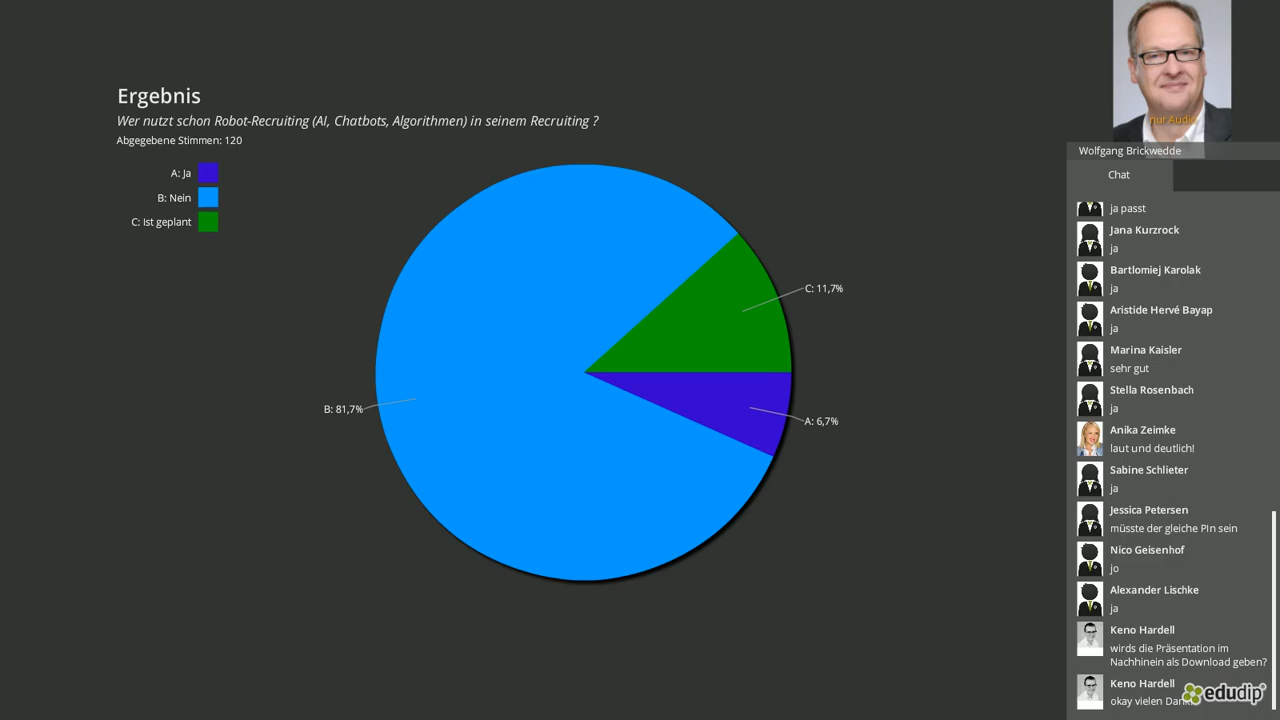 Ergebnis
Wer nutzt schon Robot-Recruiting (AI, Chatbots, Algorithmen) in seinem Recruiting ?
Abgegebene Stimmen: 120
A: Ja
B: Nein
C: Ist geplant
C: 11,7%
B: 81,7%
A: 6,7%
nur Audio
Wolfgang Brickwedde
Chat
ja passt
Jana Kurzrock
ja
Bartlomiej Karolak
ja
Aristide Hervé Bayap
ja
Marina Kaisler
sehr gut
Stella Rosenbach
ja
Anika Zeimke
laut und deutlich!
Sabine Schlieter
ja
Jessica Petersen
müsste der gleiche PIn sein
Nico Geisenhof
jo
Alexander Lischke
ja
Keno Hardell
wirds die Präsentation im
Nachhinein als Download geben?
Keno Hardell
okay vielen Dank
edudip